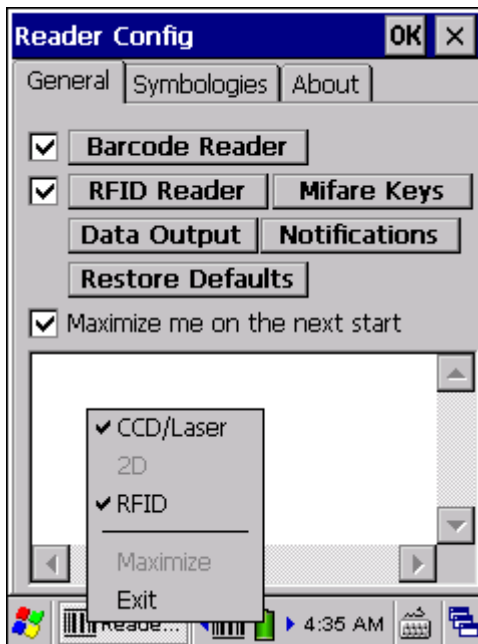 Reader Config OK
General Symbologies About
Barcode Reader
RFID Reader Mifare Keys
Data Output Notifications
Restore Defaults
Maximize me on the next start
CCD/Laser
2D
RFID
Maximize
Exit
Reade... 4:35 AM